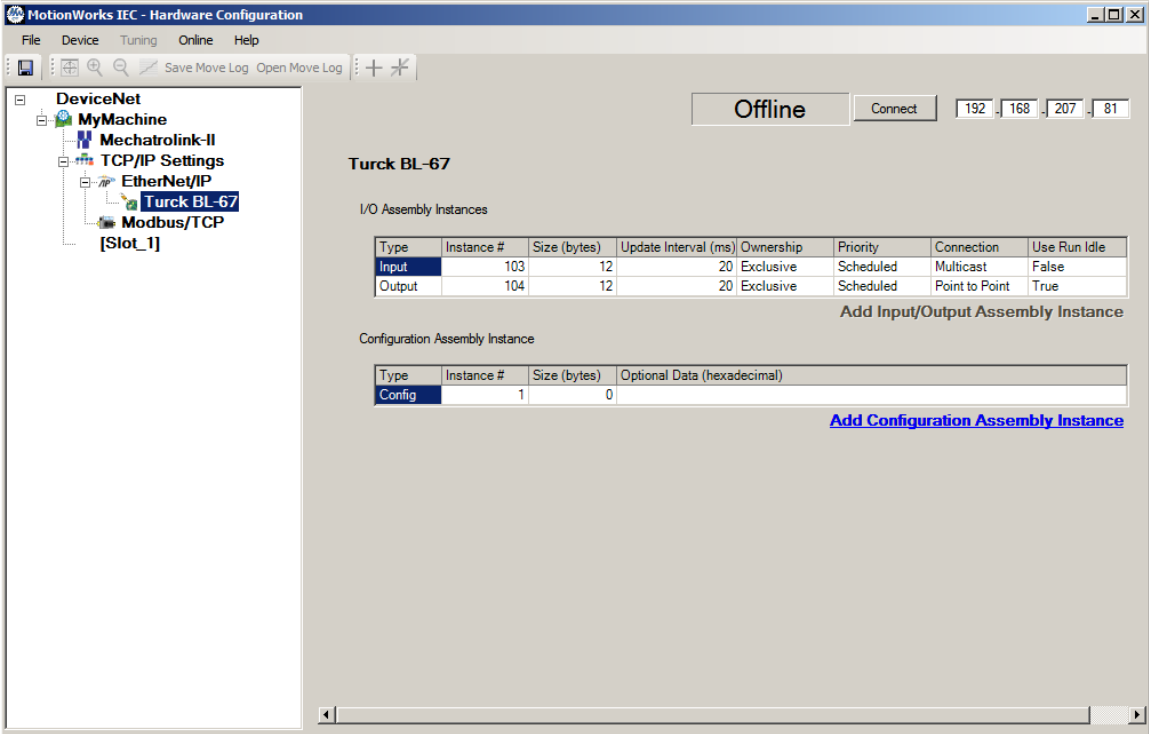 MotionWorks IEC - Hardware Configuration
File Device Tuning Online Help
Save Move Log Open Move Log
DeviceNet
MyMachine
Mechatrolink-II
TCP/IP Settings
EtherNet/IP
Turck BL-67
Modbus/TCP
[Slot_1]
Offline Connect 192 . 168 . 207 . 81
Turck BL-67
I/O Assembly Instances
Type Instance # Size (bytes) Update Interval (ms) Ownership Priority Connection Use Run Idle
Input 103 12 20 Exclusive Scheduled Multicast False
Output 104 12 20 Exclusive Scheduled Point to Point True
Add Input/Output Assembly Instance
Configuration Assembly Instance
Type Instance # Size (bytes) Optional Data (hexadecimal)
Config 1 0
Add Configuration Assembly Instance